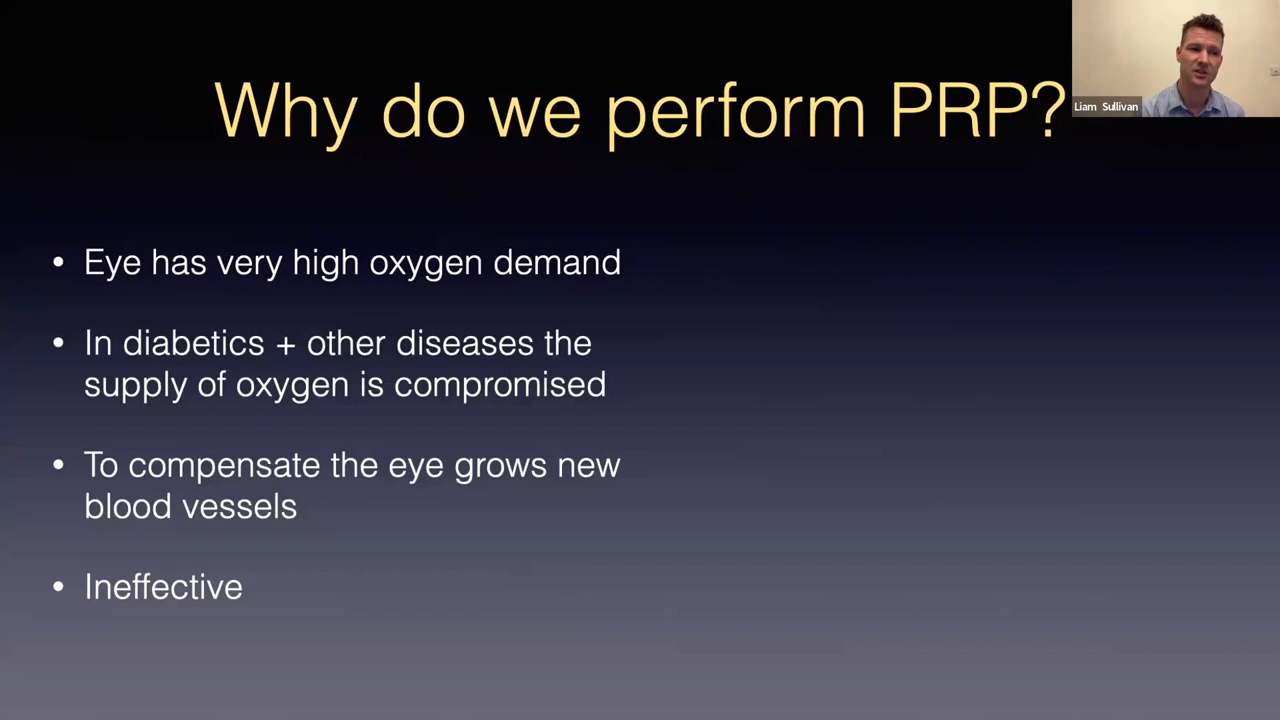 Why do we perform PRP?
Liam Sullivan
• Eye has very high oxygen demand
• In diabetics + other diseases the
supply of oxygen is compromised
• To compensate the eye grows new
blood vessels
• Ineffective